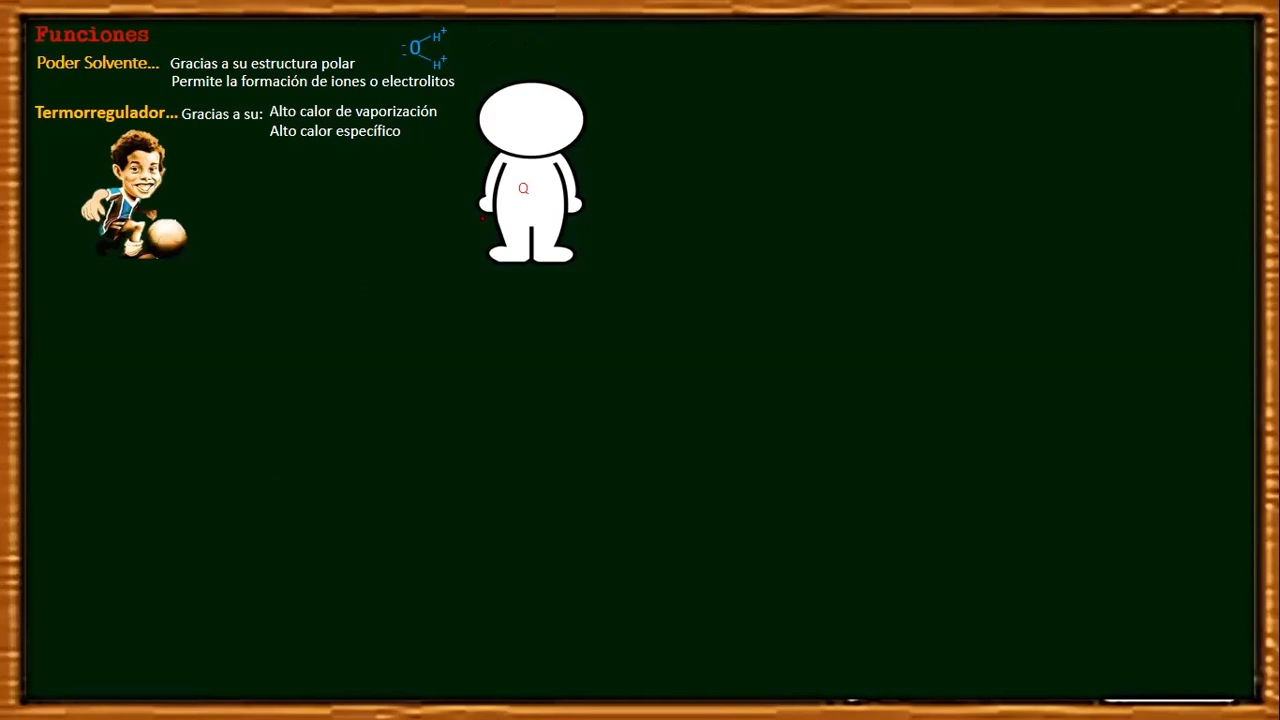 Funciones
Poder Solvente... Gracias a su estructura polar
Permite la formación de iones o electrolitos
- - O H+ H+
Termorregulador... Gracias a su: Alto calor de vaporización
Alto calor específico
Q